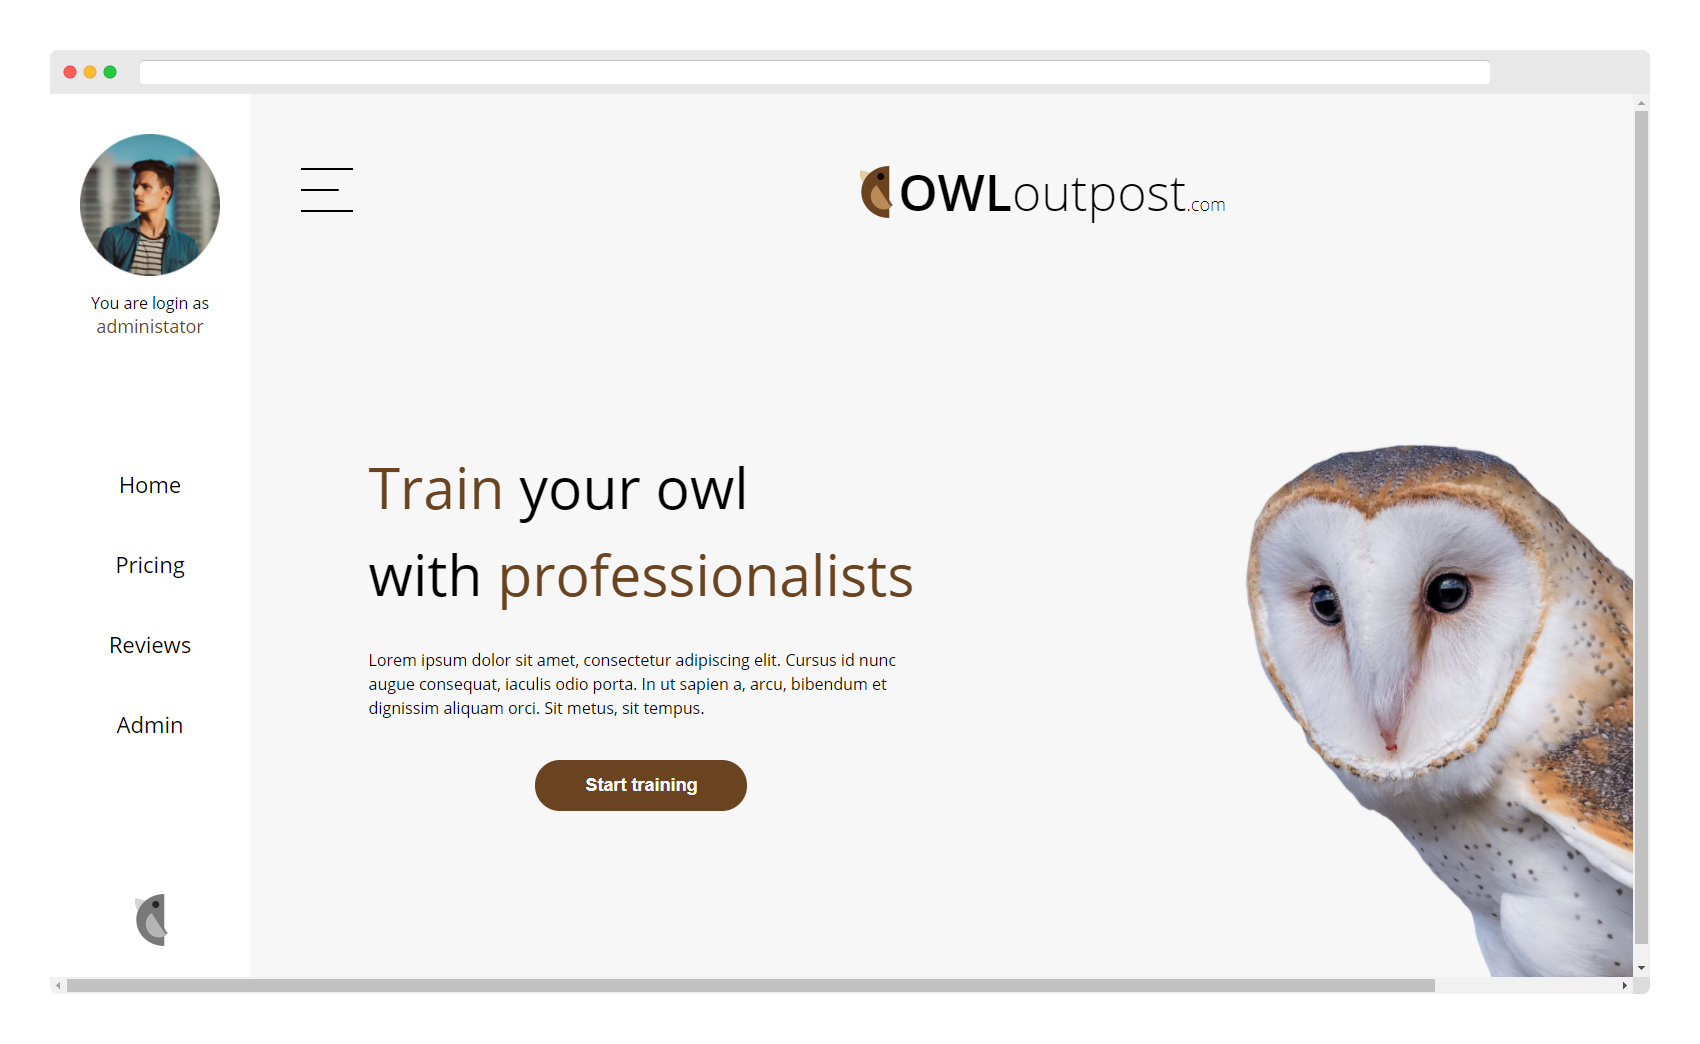 You are login as
administator
Home
Pricing
Reviews
Admin
OWLoutpost.com
Train your owl
with professionalists
Lorem ipsum dolor sit amet, consectetur adipiscing elit. Cursus id nunc
augue consequat, iaculis odio porta. In ut sapien a, arcu, bibendum et
dignissim aliquam orci. Sit metus, sit tempus.
Start training